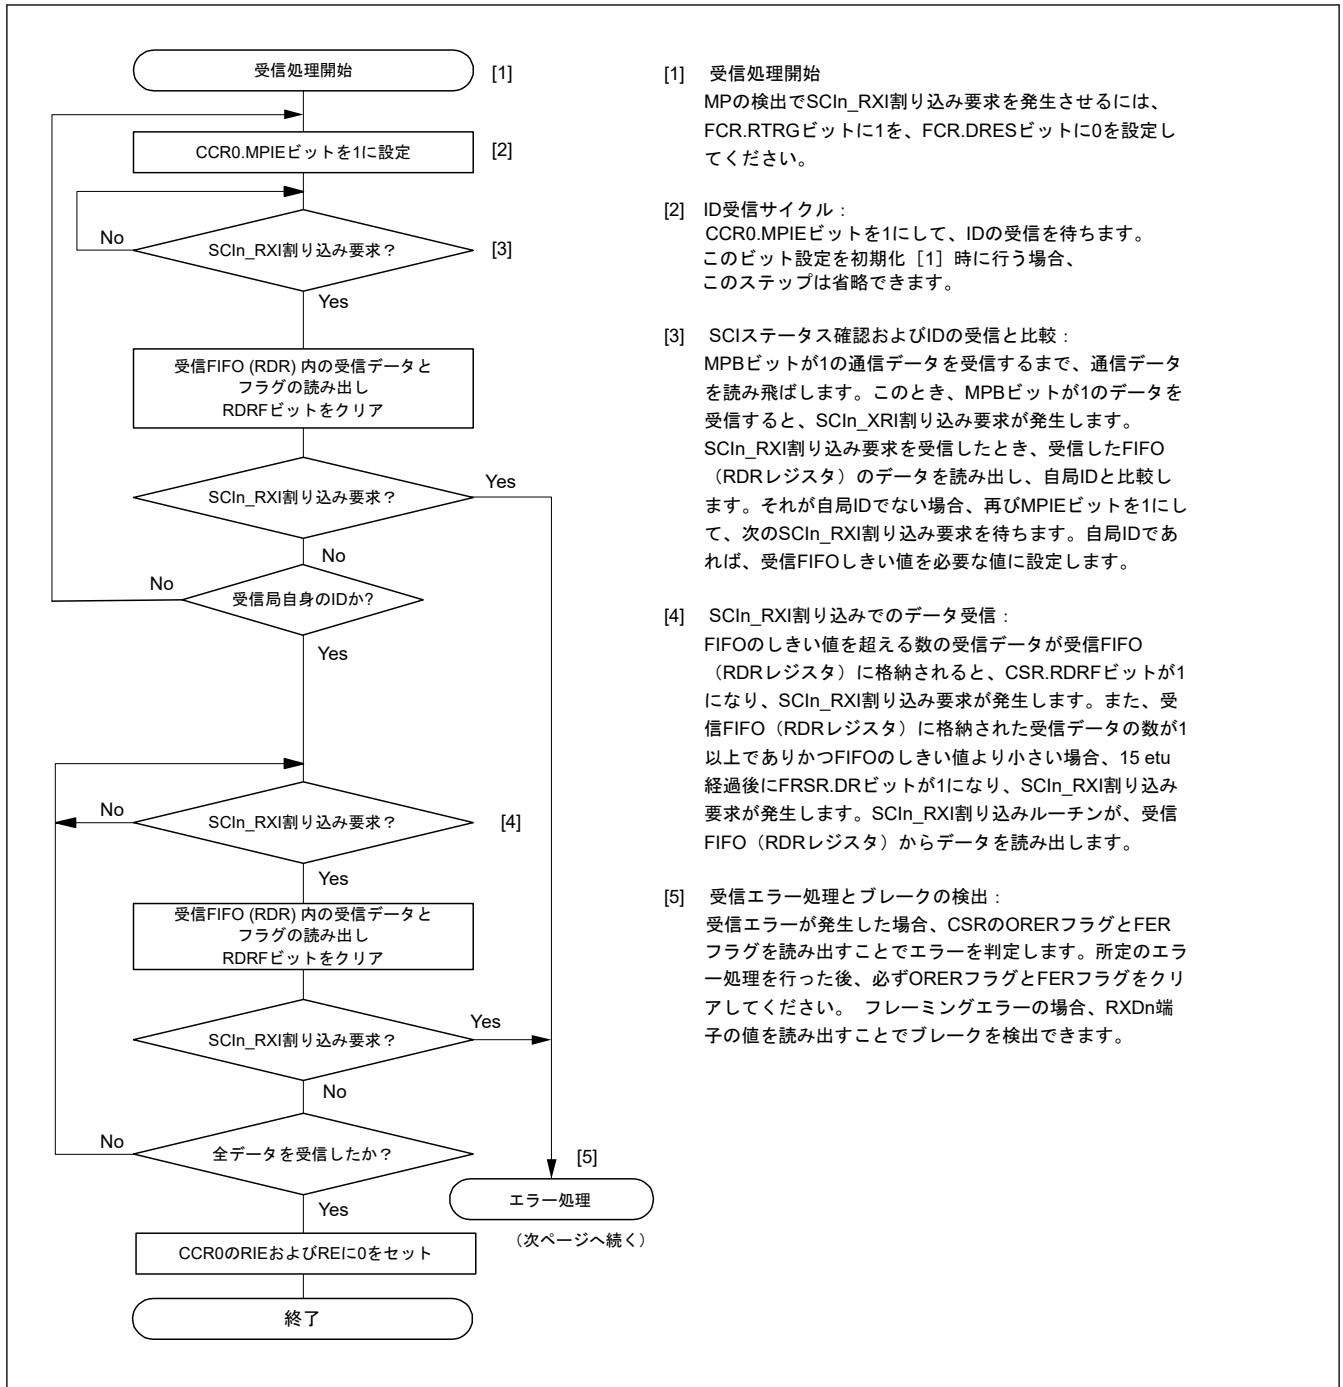 受信処理開始
[1]
CCR0.MPIEビットを1に設定
[2]
No
SCIn_RXI割り込み要求？
[3]
Yes
受信FIFO (RDR) 内の受信データと
フラグの読み出し
RDRFビットをクリア
SCIn_RXI割り込み要求？
Yes
No
No
受信局自身のIDか?
Yes
No
SCIn_RXI割り込み要求？
[4]
Yes
受信FIFO (RDR) 内の受信データと
フラグの読み出し
RDRFビットをクリア
SCIn_RXI割り込み要求？
Yes
No
No
全データを受信したか？
[5]
エラー処理
（次ページへ続く）
Yes
CCR0のRIEおよびREに0をセット
終了
[1] 受信処理開始
MPの検出でSCIn_RXI割り込み要求を発生させるには、
FCR.RTRGビットに1を、FCR.DRESビットに0を設定し
てください。
[2] ID受信サイクル：
CCR0.MPIEビットを1にして、IDの受信を待ちます。
このビット設定を初期化［1］時に行う場合、
このステップは省略できます。
[3] SCIステータス確認およびIDの受信と比較：
MPBビットが1の通信データを受信するまで、通信データ
を読み飛ばします。このとき、MPBビットが1のデータを
受信すると、SCIn_XRI割り込み要求が発生します。
SCIn_RXI割り込み要求を受信したとき、受信したFIFO
（RDRレジスタ）のデータを読み出し、自局IDと比較し
ます。それが自局IDでない場合、再びMPIEビットを1にし
て、次のSCIn_RXI割り込み要求を待ちます。自局IDであ
れば、受信FIFOしきい値を必要な値に設定します。
[4] SCIn_RXI割り込みでのデータ受信：
FIFOのしきい値を超える数の受信データが受信FIFO
（RDRレジスタ）に格納されると、CSR.RDRFビットが1
になり、SCIn_RXI割り込み要求が発生します。また、受
信FIFO（RDRレジスタ）に格納された受信データの数が1
以上でありかつFIFOのしきい値より小さい場合、15 etu
経過後にFRSR.DRビットが1になり、SCIn_RXI割り込み
要求が発生します。SCIn_RXI割り込みルーチンが、受信
FIFO（RDRレジスタ）からデータを読み出します。
[5] 受信エラー処理とブレークの検出：
受信エラーが発生した場合、CSRのORERフラグとFER
フラグを読み出すことでエラーを判定します。所定のエラ
ー処理を行った後、必ずORERフラグとFERフラグをクリ
アしてください。 フレーミングエラーの場合、RXDn端
子の値を読み出すことでブレークを検出できます。